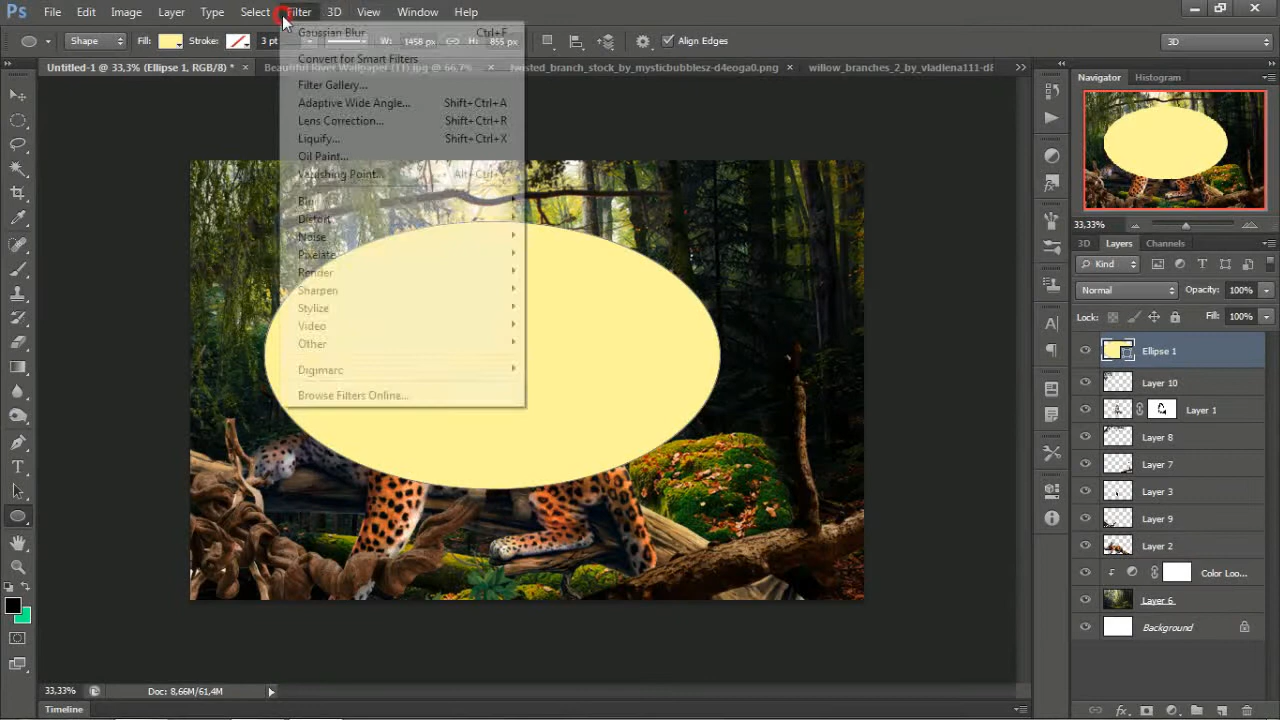 Ps File Edit Image Layer Type Select Filter 3D View Window Help
Shape Fill: Stroke: 3 pt W: 1458 px H: 855 px Align Edges 3D
Untitled-1 @ 33,3% (Ellipse 1, RGB/8) * × Beautiful River Wallpaper (11).jpg @ 66,7% × twisted_branch_stock_by_mysticbubblesz-d4eoga0.png × willow_branches_2_by_vladlena111-d8
Gaussian Blur Ctrl+F
Convert for Smart Filters
Filter Gallery...
Adaptive Wide Angle... Shift+Ctrl+A
Lens Correction... Shift+Ctrl+R
Liquify... Shift+Ctrl+X
Oil Paint...
Vanishing Point... Alt+Ctrl+V
Blur
Distort
Noise
Pixelate
Render
Sharpen
Stylize
Video
Other
Digimarc
Browse Filters Online...
Navigator Histogram
33,33%
3D Layers Channels
Kind
Normal Opacity: 100%
Lock: Fill: 100%
Ellipse 1
Layer 10
Layer 1
Layer 8
Layer 7
Layer 3
Layer 9
Layer 2
Color Loo...
Layer 6
Background
33,33% Doc: 8,66M/61,4M
Timeline